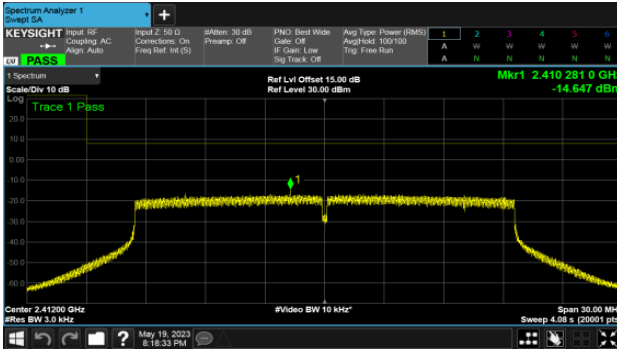 Spectrum Analyzer 1
Swept SA
+
KEYSIGHT Input: RF Input Z: 50 Ω #Atten: 30 dB PNO: Best Wide Avg Type: Power (RMS) 1 2 3 4 5 6
Coupling: AC Corrections: On Preamp: Off Gate: Off Avg|Hold: 100/100 A W W W W W
Align: Auto Freq Ref: Int (S) IF Gain: Low Trig: Free Run
LXI PASS Sig Track: Off A N N N N N
1 Spectrum Ref Lvl Offset 15.00 dB Mkr1 2.410 281 0 GHz
Scale/Div 10 dB Ref Level 30.00 dBm -14.647 dBm
Log Trace 1 Pass
20.0
10.0
0.00
-10.0
1
-20.0
-30.0
-40.0
-50.0
-60.0
Center 2.41200 GHz #Video BW 10 kHz* Span 30.00 MH
#Res BW 3.0 kHz Sweep 4.08 s (20001 pts
? May 19, 2023
8:18:33 PM